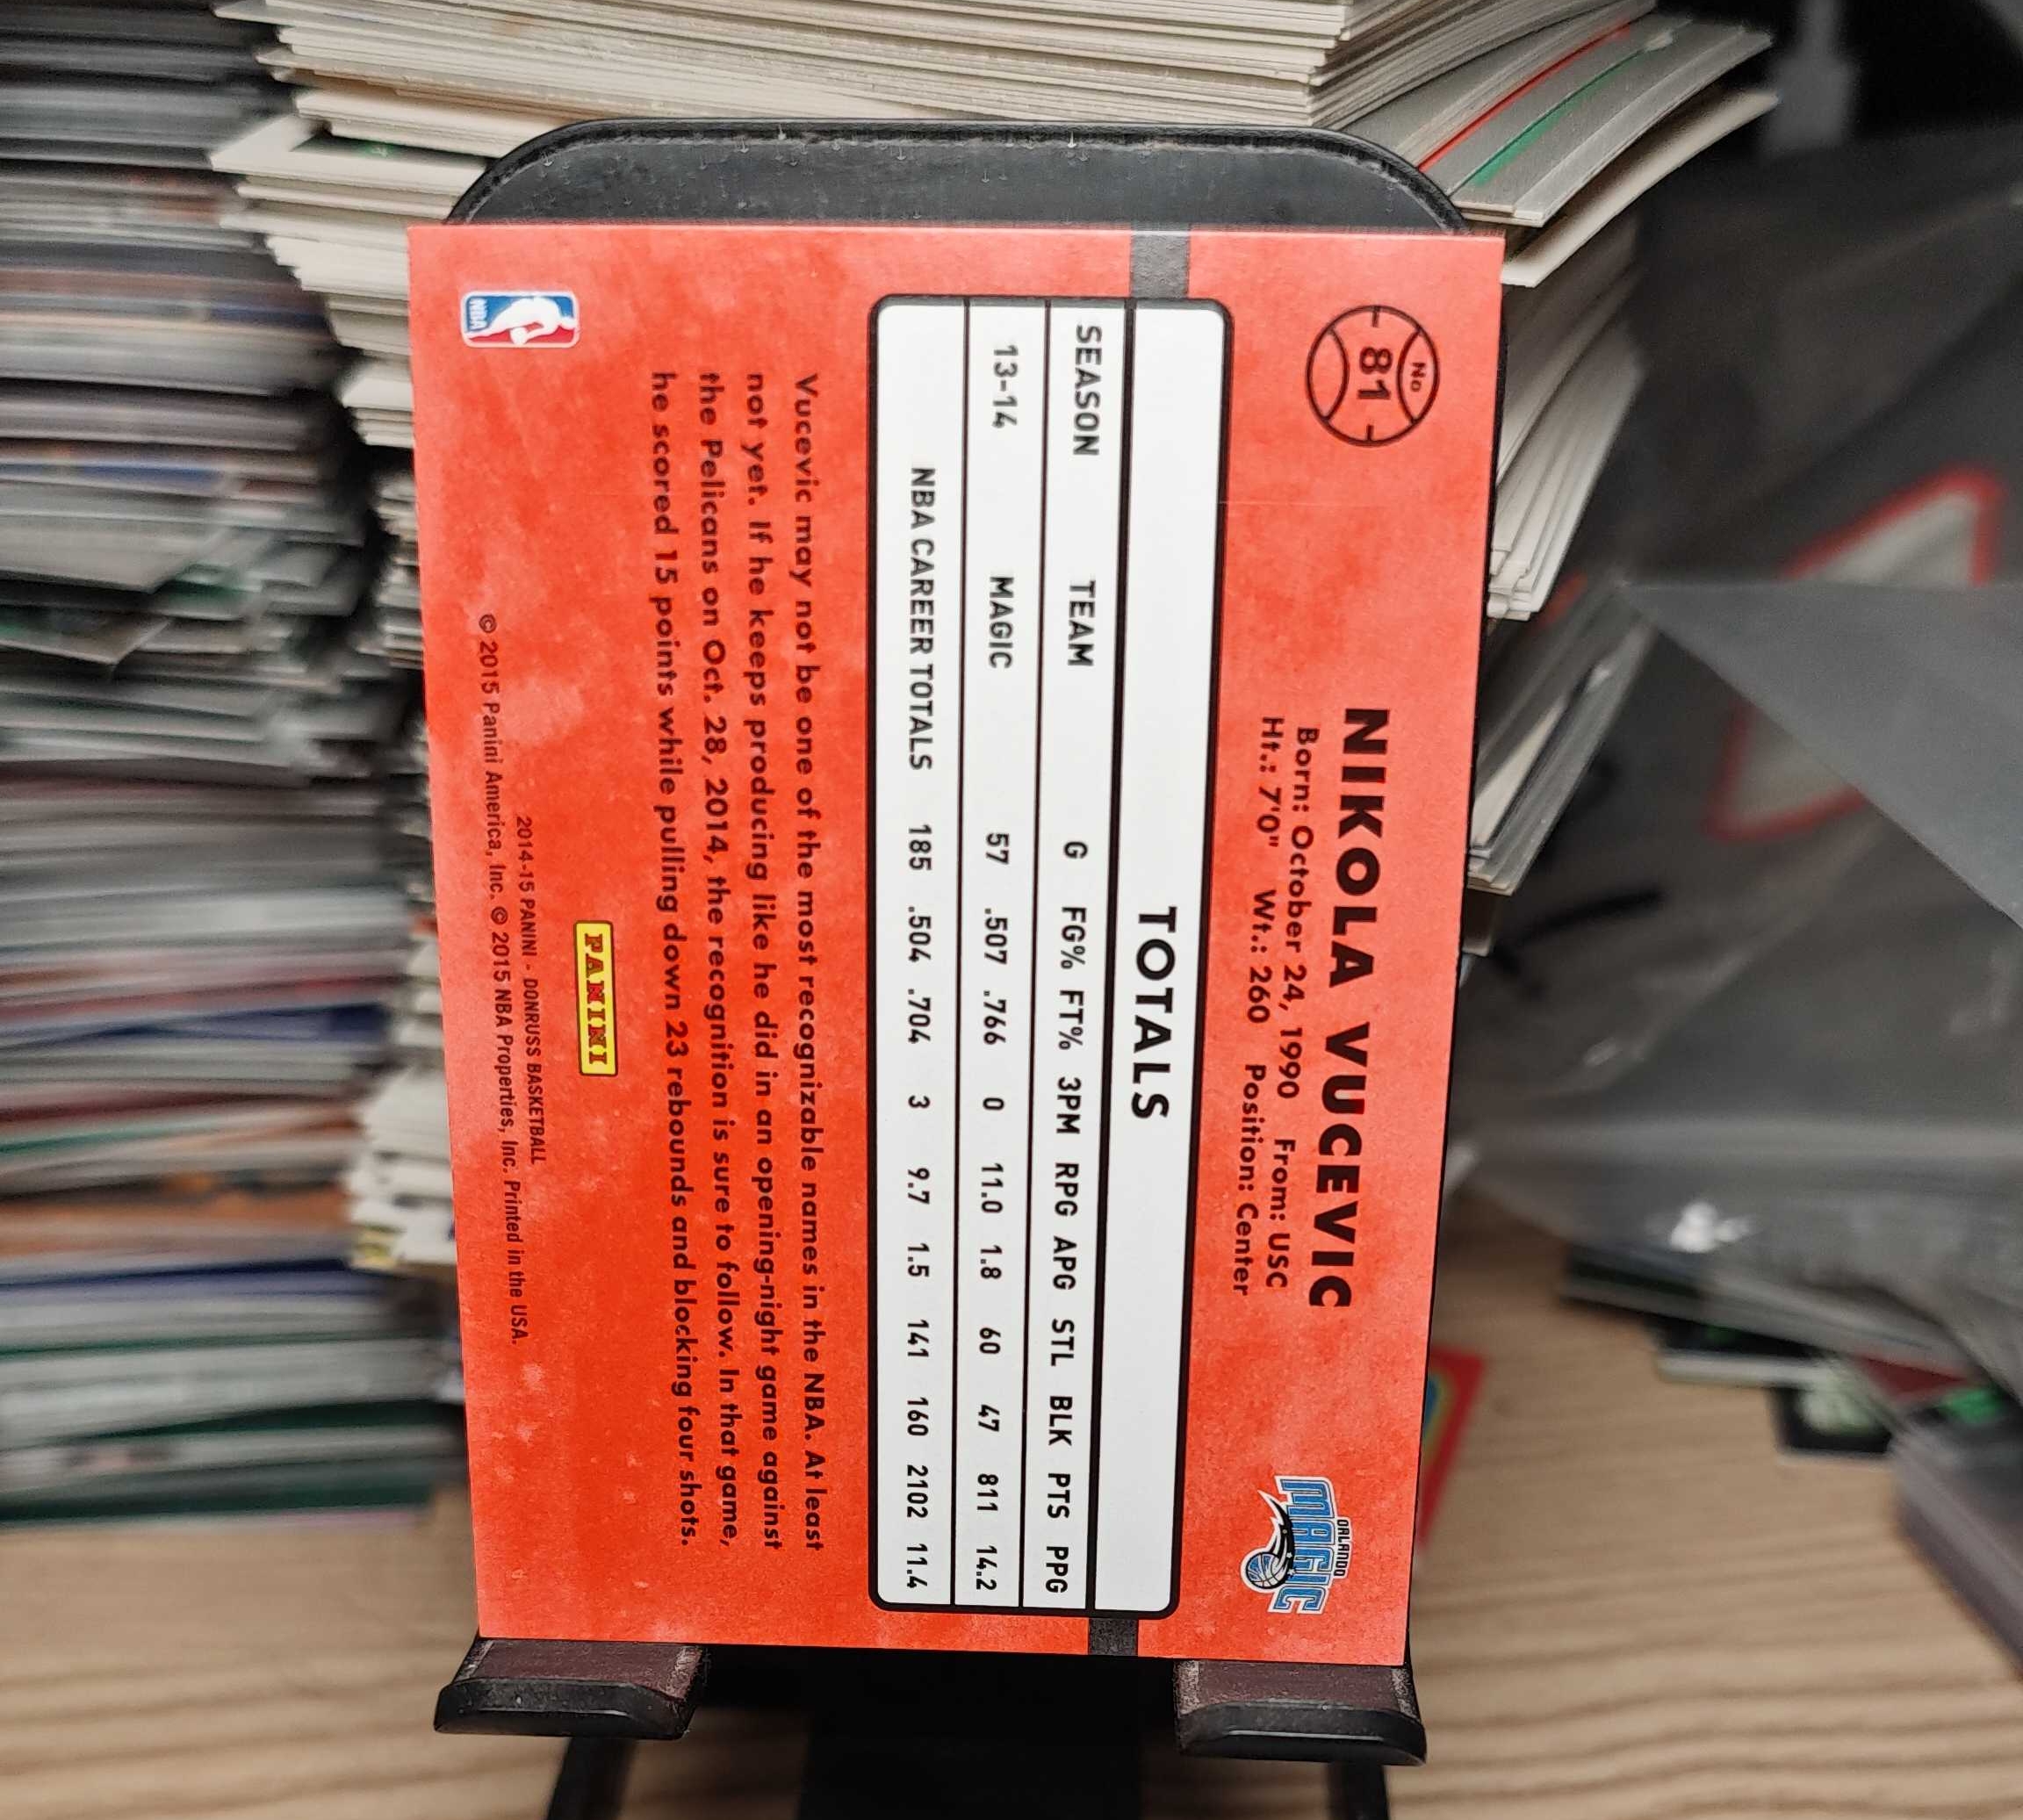 No
81
NIKOLA VUCEVIC
Born: October 24, 1990 From: USC
Ht.: 7'0" Wt.: 260 Position: Center
ORLANDO
MAGIC
TOTALS
SEASON TEAM G FG% FT% 3PM RPG APG STL BLK PTS PPG
13-14 MAGIC 57 .507 .766 0 11.0 1.8 60 47 811 14.2
NBA CAREER TOTALS 185 .504 .704 3 9.7 1.5 141 160 2102 11.4
Vucevic may not be one of the most recognizable names in the NBA. At least
not yet. If he keeps producing like he did in an opening-night game against
the Pelicans on Oct. 28, 2014, the recognition is sure to follow. In that game,
he scored 15 points while pulling down 23 rebounds and blocking four shots.
NBA
PANINI
2014-15 PANINI - DONRUSS BASKETBALL
© 2015 Panini America, Inc. © 2015 NBA Properties, Inc. Printed in the USA.